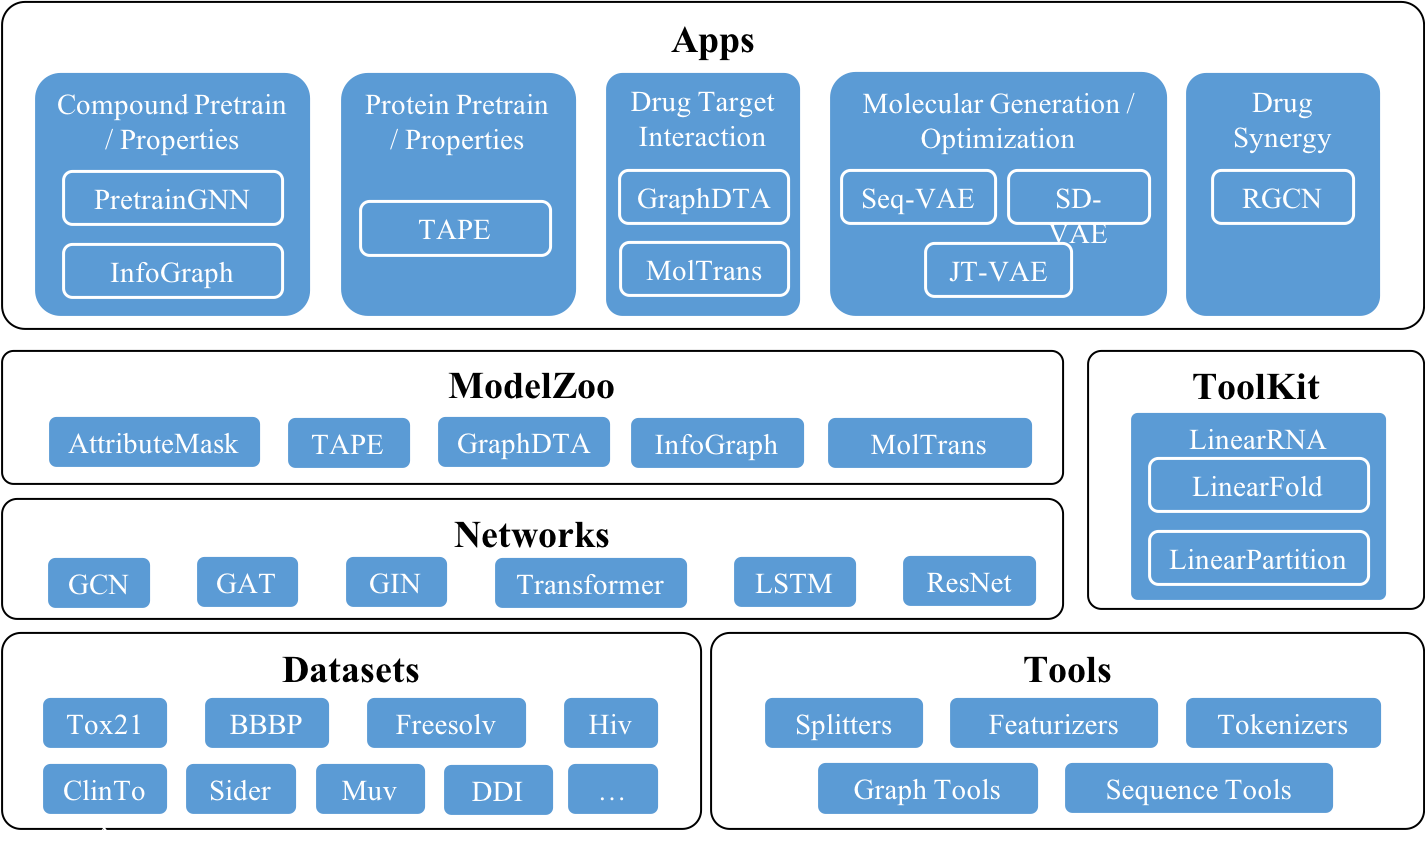 Apps
Compound Pretrain
/ Properties
PretrainGNN
InfoGraph
Protein Pretrain
/ Properties
TAPE
Drug Target
Interaction
GraphDTA
MolTrans
Molecular Generation /
Optimization
Seq-VAE
SD-
VAE
JT-VAE
Drug
Synergy
RGCN
ModelZoo
AttributeMask
TAPE
GraphDTA
InfoGraph
MolTrans
ToolKit
LinearRNA
LinearFold
LinearPartition
Networks
GCN
GAT
GIN
Transformer
LSTM
ResNet
Datasets
Tox21
BBBP
Freesolv
Hiv
ClinTo
Sider
Muv
DDI
…
Tools
Splitters
Featurizers
Tokenizers
Graph Tools
Sequence Tools